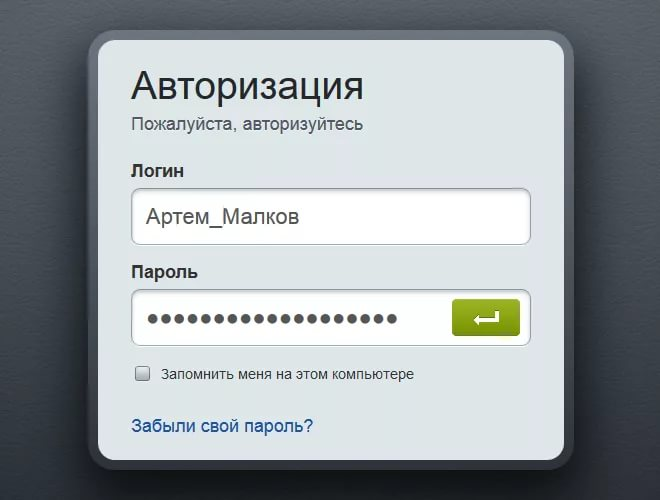 Авторизация
Пожалуйста, авторизуйтесь
Логин
Артем_Малков
Пароль
●●●●●●●●●●●●●●●●●●●
Запомнить меня на этом компьютере
Забыли свой пароль?